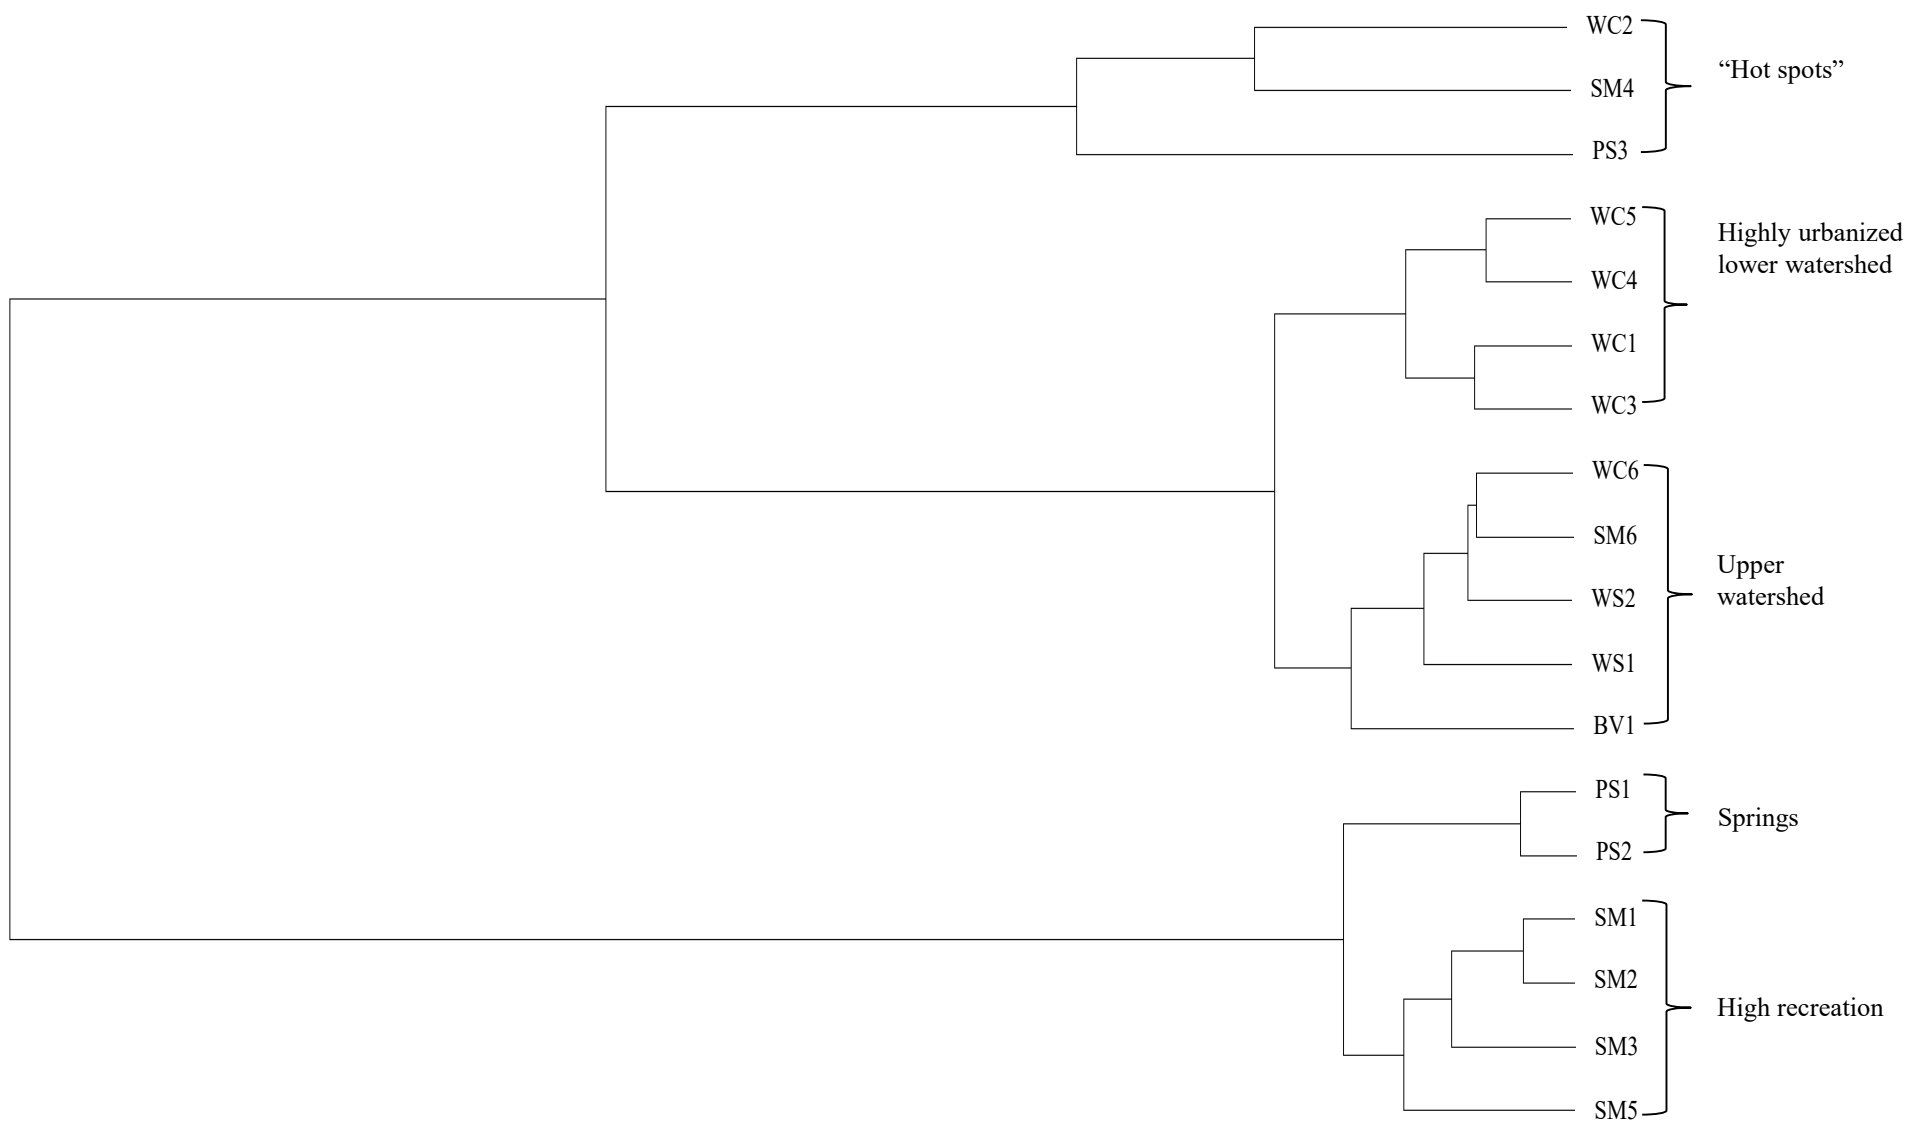 WC2
“Hot spots”
SM4
PS3
WC5
Highly urbanized
lower watershed
WC4
WC1
WC3
WC6
SM6
Upper
watershed
WS2
WS1
BV1
PS1
Springs
PS2
SM1
SM2
High recreation
SM3
SM5